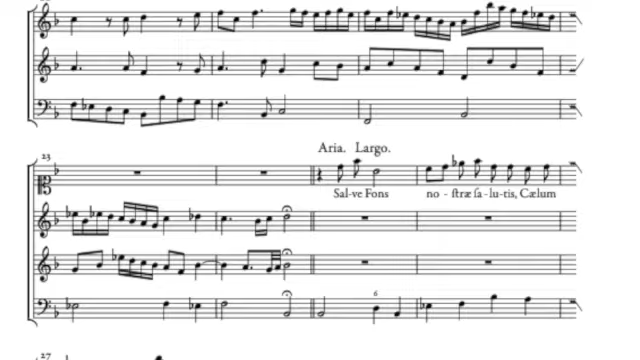 23
Aria. Largo.
Sal-ve Fons no - ſtræ ſa - lu-tis, Cælum
6
27